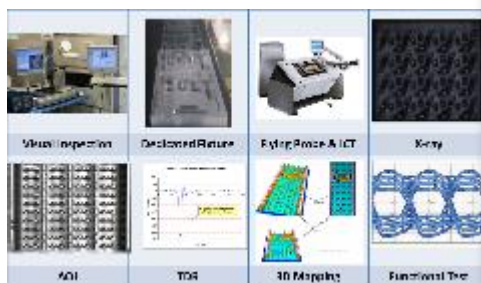 Visual Inspection
Dedicated Fixture
Flying Probe & ICT
X-ray
AOI
TDR
3D Mapping
Functional Test